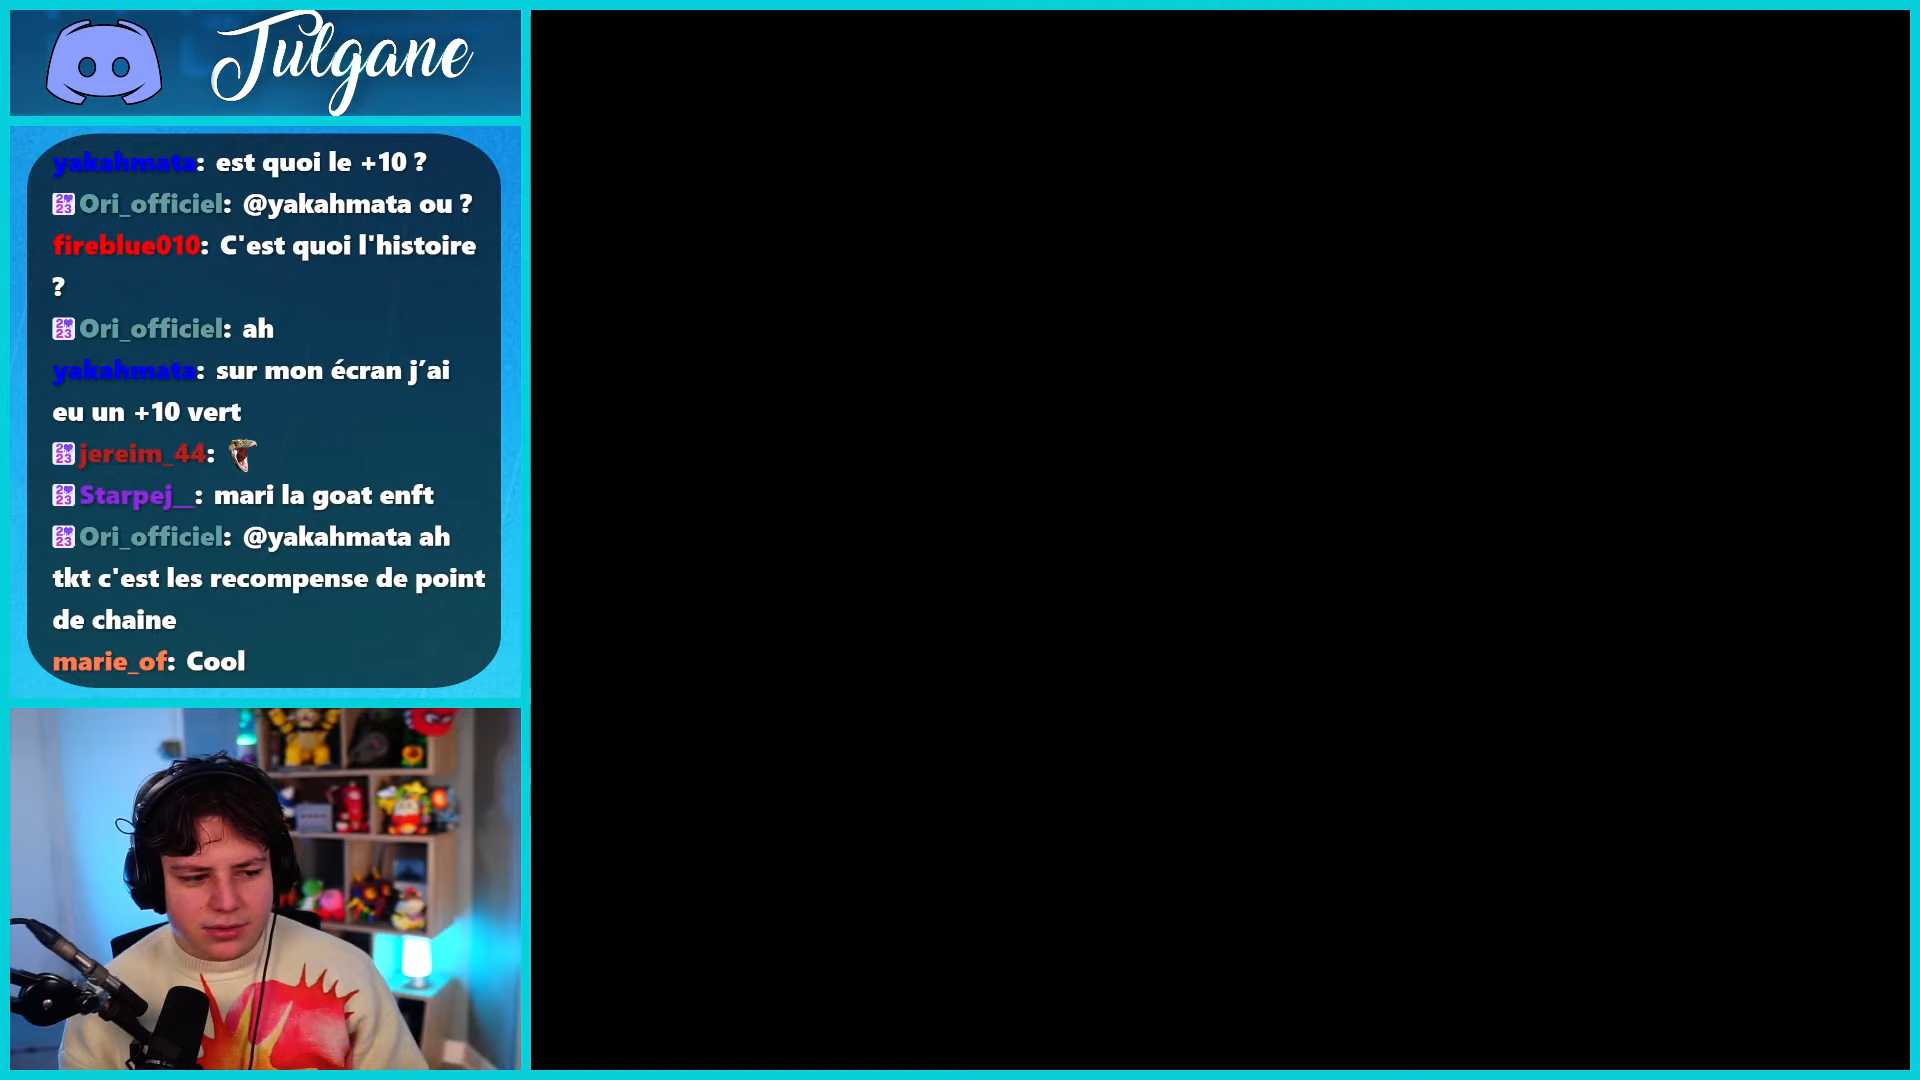 Julgane
yakahmata: est quoi le +10 ?
Ori_officiel: @yakahmata ou ?
fireblue010: C'est quoi l'histoire
?
Ori_officiel: ah
yakahmata: sur mon écran j’ai
eu un +10 vert
jereim_44:
Starpej__: mari la goat enft
Ori_officiel: @yakahmata ah
tkt c'est les recompense de point
de chaine
marie_of: Cool